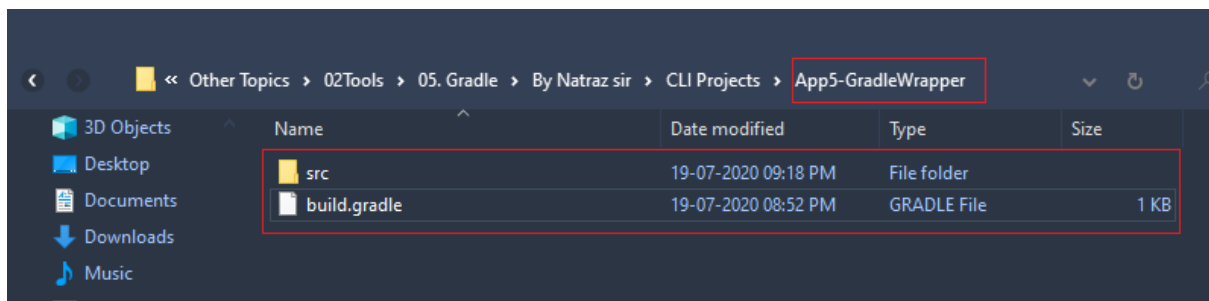 « Other Topics › 02Tools › 05. Gradle › By Natraz sir › CLI Projects › App5-GradleWrapper
3D Objects Name Date modified Type Size
Desktop src 19-07-2020 09:18 PM File folder
Documents build.gradle 19-07-2020 08:52 PM GRADLE File 1 KB
Downloads
Music